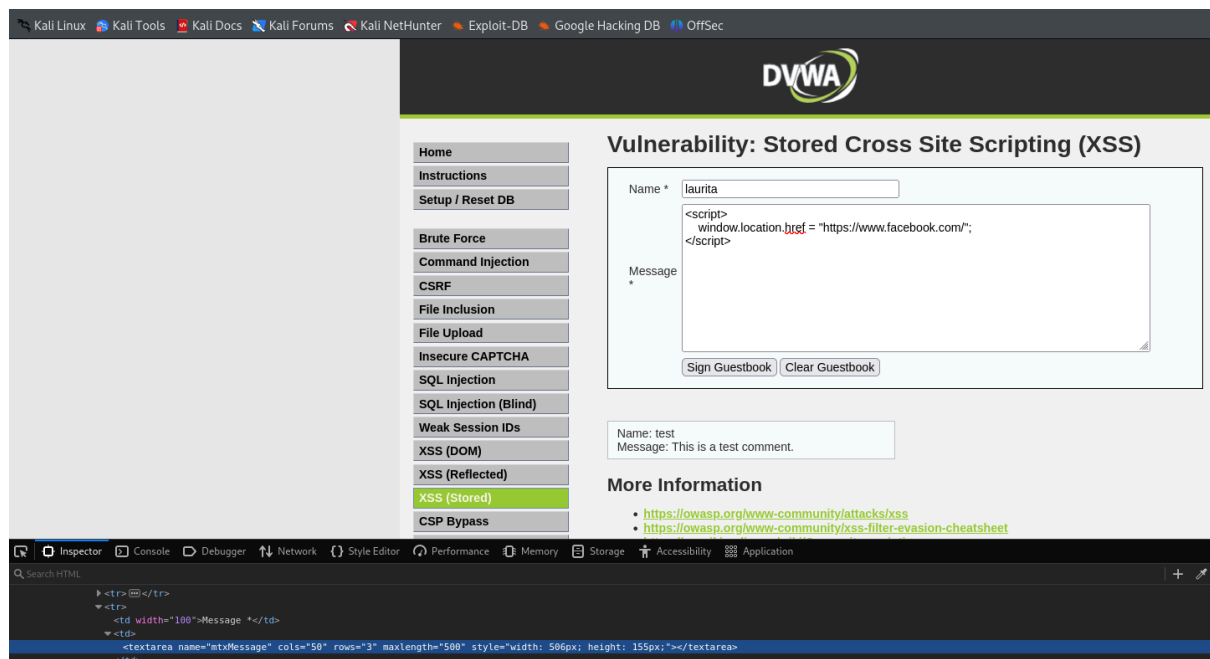 Kali Linux Kali Tools Kali Docs Kali Forums Kali NetHunter Exploit-DB Google Hacking DB OffSec
DVWA
Home
Instructions
Setup / Reset DB
Brute Force
Command Injection
CSRF
File Inclusion
File Upload
Insecure CAPTCHA
SQL Injection
SQL Injection (Blind)
Weak Session IDs
XSS (DOM)
XSS (Reflected)
XSS (Stored)
CSP Bypass
Vulnerability: Stored Cross Site Scripting (XSS)
Name * laurita
Message
*
<script>
window.location.href = "https://www.facebook.com/";
</script>
Sign Guestbook Clear Guestbook
Name: test
Message: This is a test comment.
More Information
https://owasp.org/www-community/attacks/xss
https://owasp.org/www-community/xss-filter-evasion-cheatsheet
Inspector Console Debugger Network Style Editor Performance Memory Storage Accessibility Application
Search HTML
<tr></tr>
<tr>
<td width="100">Message *</td>
<td>
<textarea name="mtxMessage" cols="50" rows="3" maxlength="500" style="width: 506px; height: 155px;"></textarea>